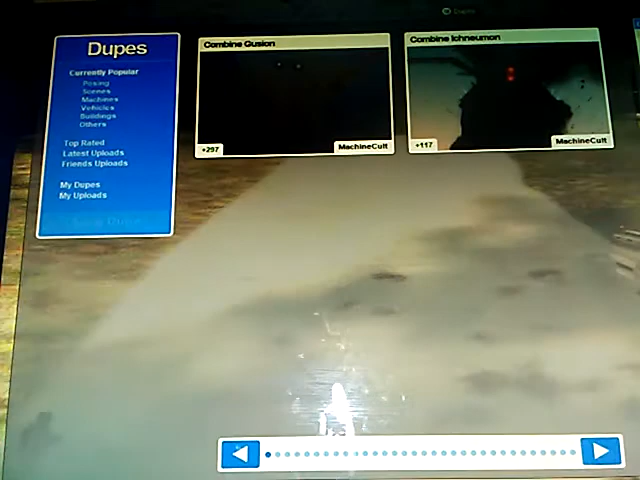 Dupes
Dupes
Currently Popular
Posing
Scenes
Machines
Vehicles
Buildings
Others
Top Rated
Latest Uploads
Friends Uploads
My Dupes
My Uploads
Combine Gusion
+297
MachineCult
Combine Ichneumon
+117
MachineCult